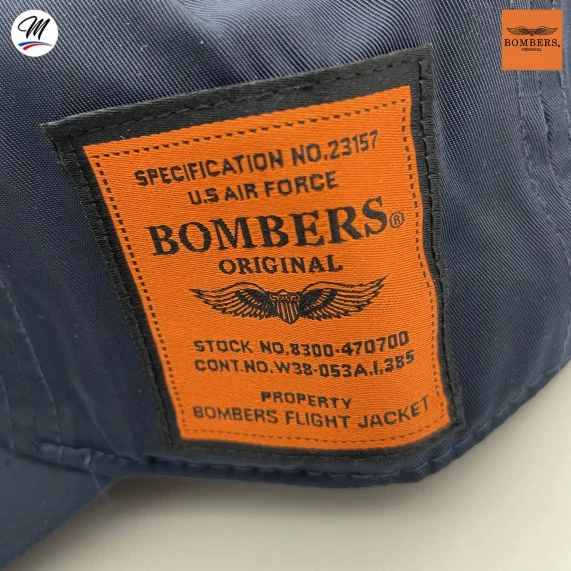 M
BOMBERS®
ORIGINAL
SPECIFICATION NO.23157
U.S AIR FORCE
BOMBERS®
ORIGINAL
STOCK NO.8300-470700
CONT.NO.W38-053A.I.385
PROPERTY
BOMBERS FLIGHT JACKET